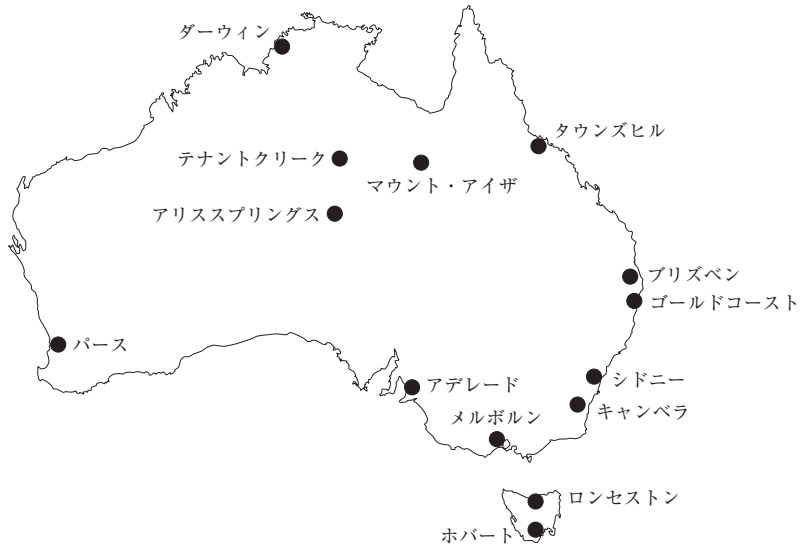 ダーウィン
タウンズヒル
テナントクリーク
マウント・アイザ
アリススプリングス
ブリズベン
ゴールドコースト
パース
シドニー
アデレード
キャンベラ
メルボルン
ロンセストン
ホバート